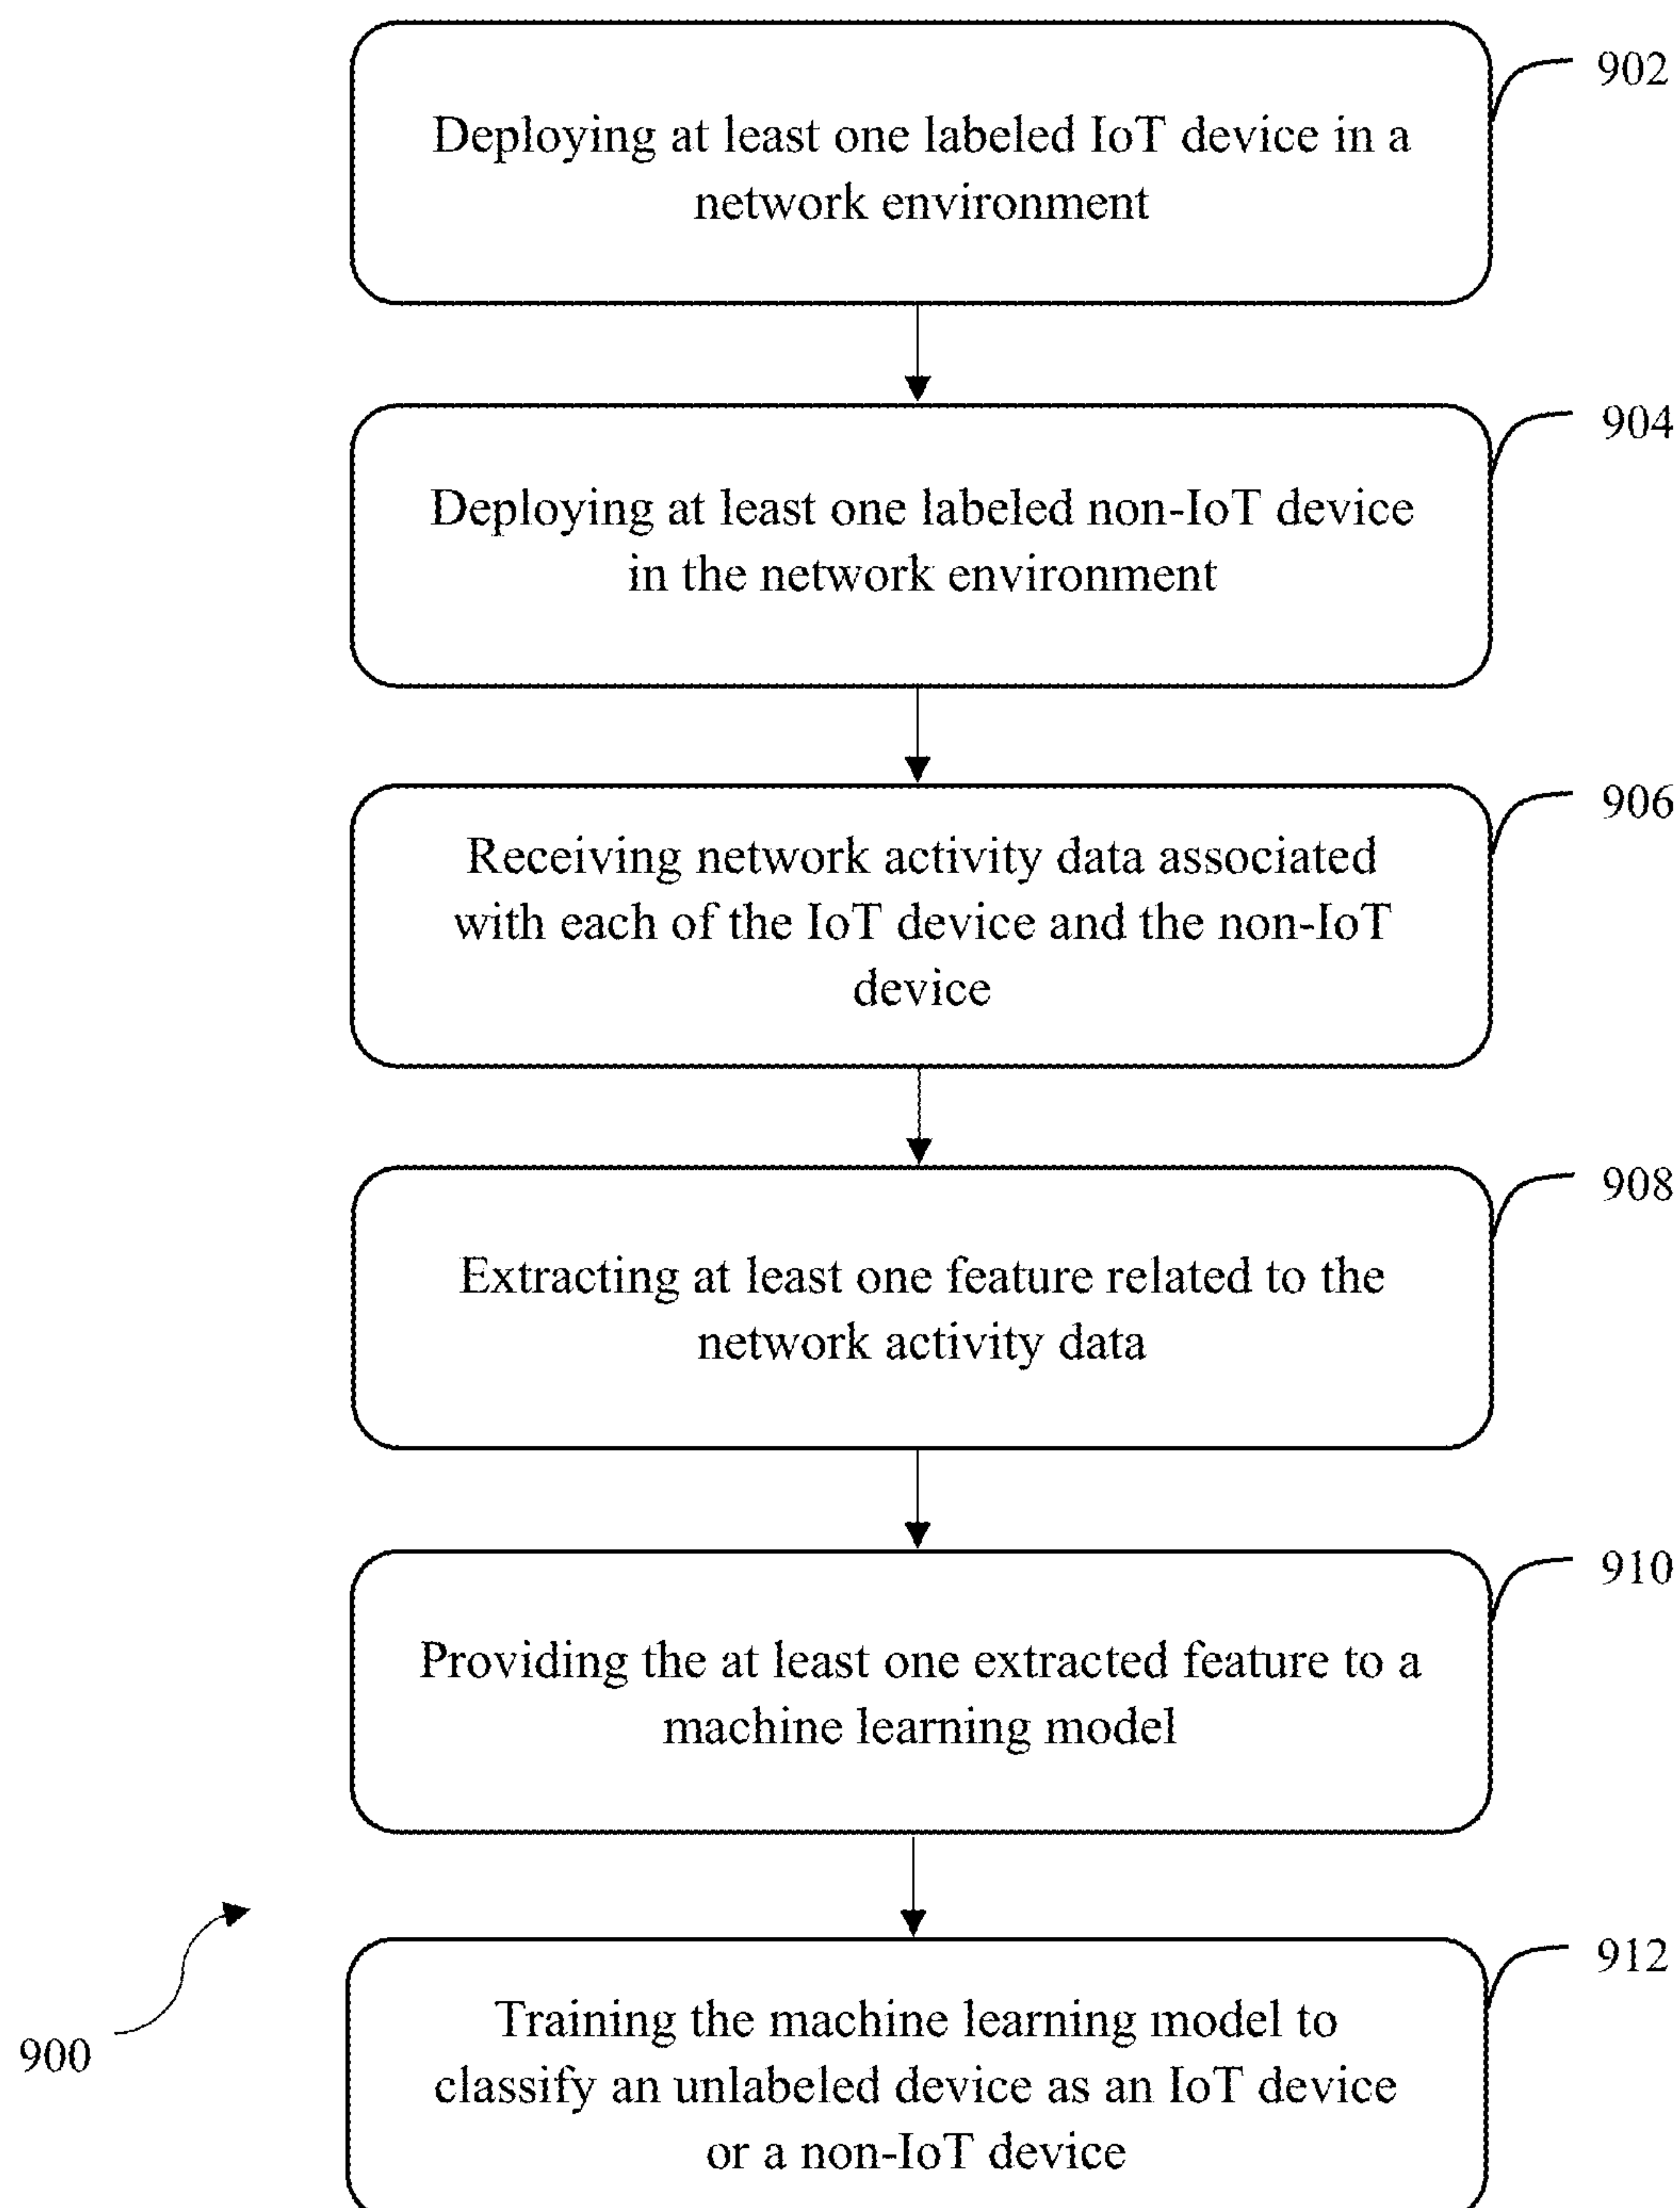 902
Deploying at least one labeled IoT device in a
network environment
904
Deploying at least one labeled non-IoT device
in the network environment
906
Receiving network activity data associated
with each of the IoT device and the non-IoT
device
908
Extracting at least one feature related to the
network activity data
910
Providing the at least one extracted feature to a
machine learning model
912
Training the machine learning model to
classify an unlabeled device as an IoT device
or a non-IoT device
900